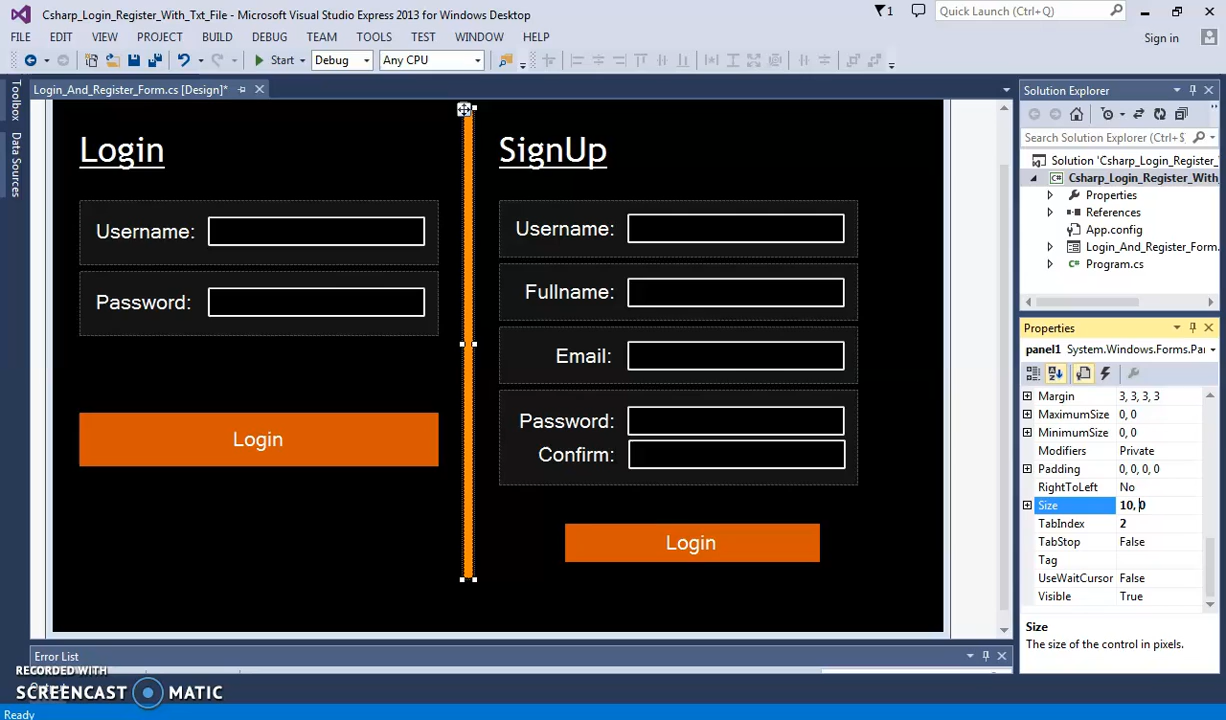 Csharp_Login_Register_With_Txt_File - Microsoft Visual Studio Express 2013 for Windows Desktop
1
Quick Launch (Ctrl+Q)
FILE EDIT VIEW PROJECT BUILD DEBUG TEAM TOOLS TEST WINDOW HELP
Sign in
Start Debug Any CPU
Toolbox
Data Sources
Login_And_Register_Form.cs [Design]*
Login
Username:
Password:
Login
SignUp
Username:
Fullname:
Email:
Password:
Confirm:
Login
Solution Explorer
Search Solution Explorer (Ctrl+$
Solution 'Csharp_Login_Register_
C# Csharp_Login_Register_With_
Properties
References
App.config
Login_And_Register_Form.
C# Program.cs
Properties
panel1 System.Windows.Forms.Pa
Margin 3, 3, 3, 3
MaximumSize 0, 0
MinimumSize 0, 0
Modifiers Private
Padding 0, 0, 0, 0
RightToLeft No
Size 10, 0
TabIndex 2
TabStop False
Tag
UseWaitCursor False
Visible True
Size
The size of the control in pixels.
Error List
RECORDED WITH
SCREENCAST MATIC
Ready